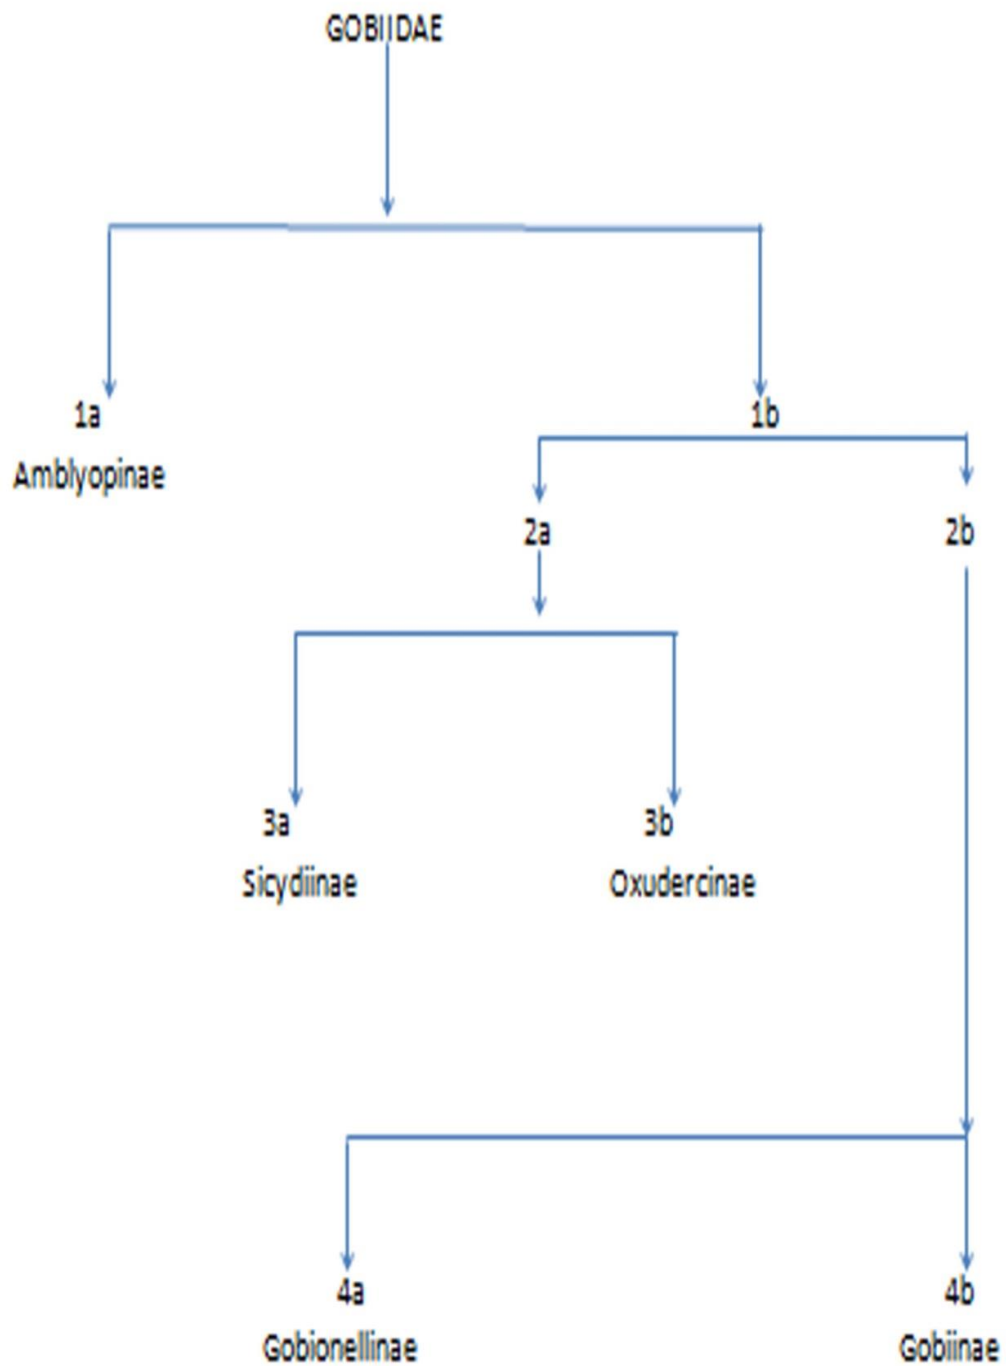 GOBIIDAE
1a
Amblyopinae
1b
2a
2b
3a
Sicydiinae
3b
Oxudercinae
4a
Gobionellinae
4b
Gobiinae